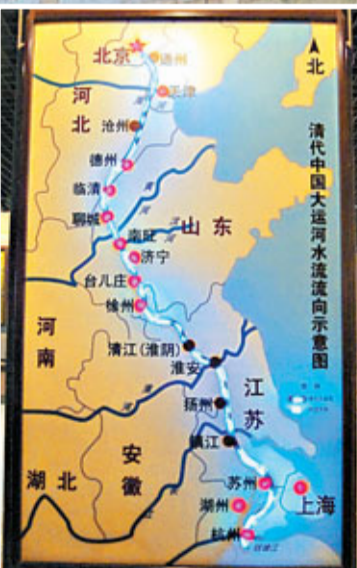 北京
通州
北
天津
河北
沧州
清代中国大运河水流流向示意图
德州
临清
黄
河
聊城
山东
南旺
济宁
台儿庄
徐州
河南
清江(淮阴)
淮安
江苏
扬州
镇江
安徽
湖北
苏州
上海
湖州
杭州